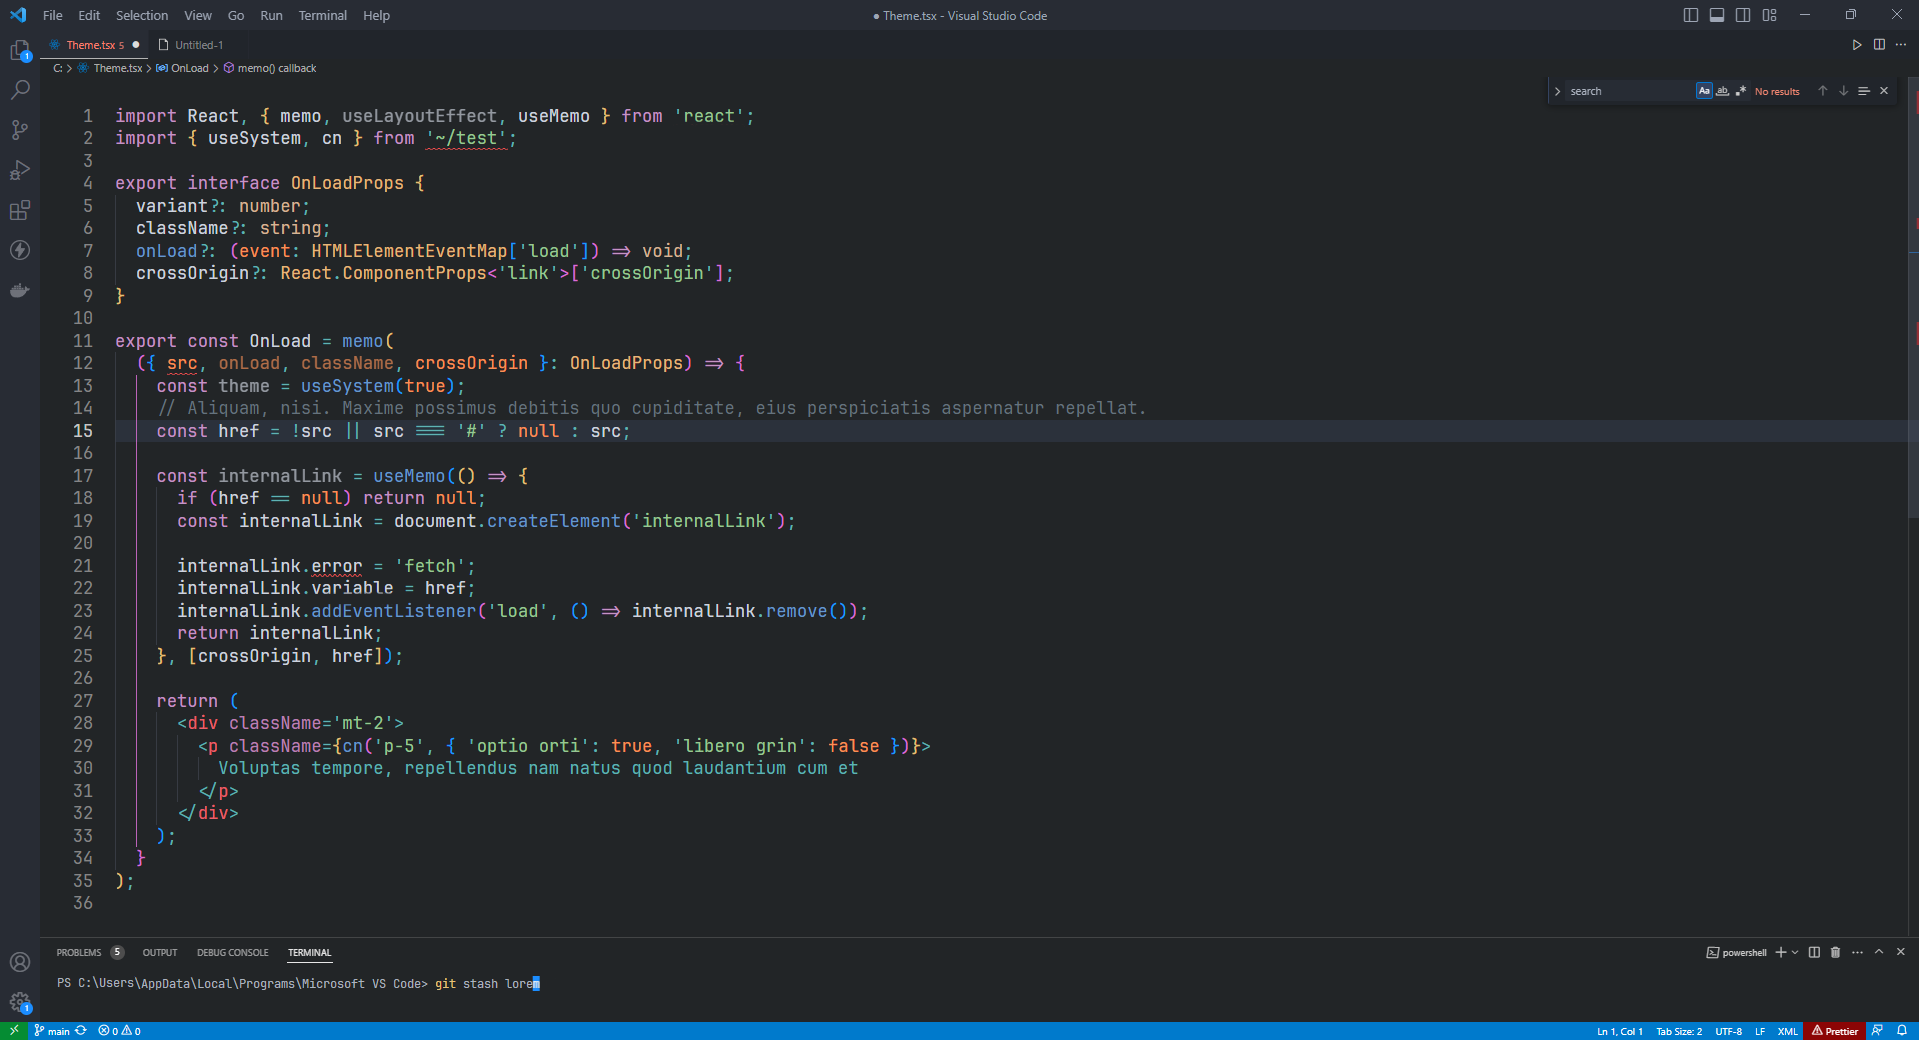 File Edit Selection View Go Run Terminal Help
● Theme.tsx - Visual Studio Code
Theme.tsx 5 ●
Untitled-1
C: > Theme.tsx > OnLoad > memo() callback
search
Aa ab .* No results
1 import React, { memo, useLayoutEffect, useMemo } from 'react';
2 import { useSystem, cn } from '~/test';
3
4 export interface OnLoadProps {
5 variant?: number;
6 className?: string;
7 onLoad?: (event: HTMLElementEventMap['load']) => void;
8 crossOrigin?: React.ComponentProps<'link'>['crossOrigin'];
9 }
10
11 export const OnLoad = memo(
12 ({ src, onLoad, className, crossOrigin }: OnLoadProps) => {
13 const theme = useSystem(true);
14 // Aliquam, nisi. Maxime possimus debitis quo cupiditate, eius perspiciatis aspernatur repellat.
15 const href = !src || src === '#' ? null : src;
16
17 const internalLink = useMemo(() => {
18 if (href == null) return null;
19 const internalLink = document.createElement('internalLink');
20
21 internalLink.error = 'fetch';
22 internalLink.variable = href;
23 internalLink.addEventListener('load', () => internalLink.remove());
24 return internalLink;
25 }, [crossOrigin, href]);
26
27 return (
28 <div className='mt-2'>
29 <p className={cn('p-5', { 'optio orti': true, 'libero grin': false })}>
30 Voluptas tempore, repellendus nam natus quod laudantium cum et
31 </p>
32 </div>
33 );
34 }
35 );
36
PROBLEMS 5 OUTPUT DEBUG CONSOLE TERMINAL
powershell
PS C:\Users\AppData\Local\Programs\Microsoft VS Code> git stash lorem
1
1
main 0 0
Ln 1, Col 1 Tab Size: 2 UTF-8 LF XML Prettier